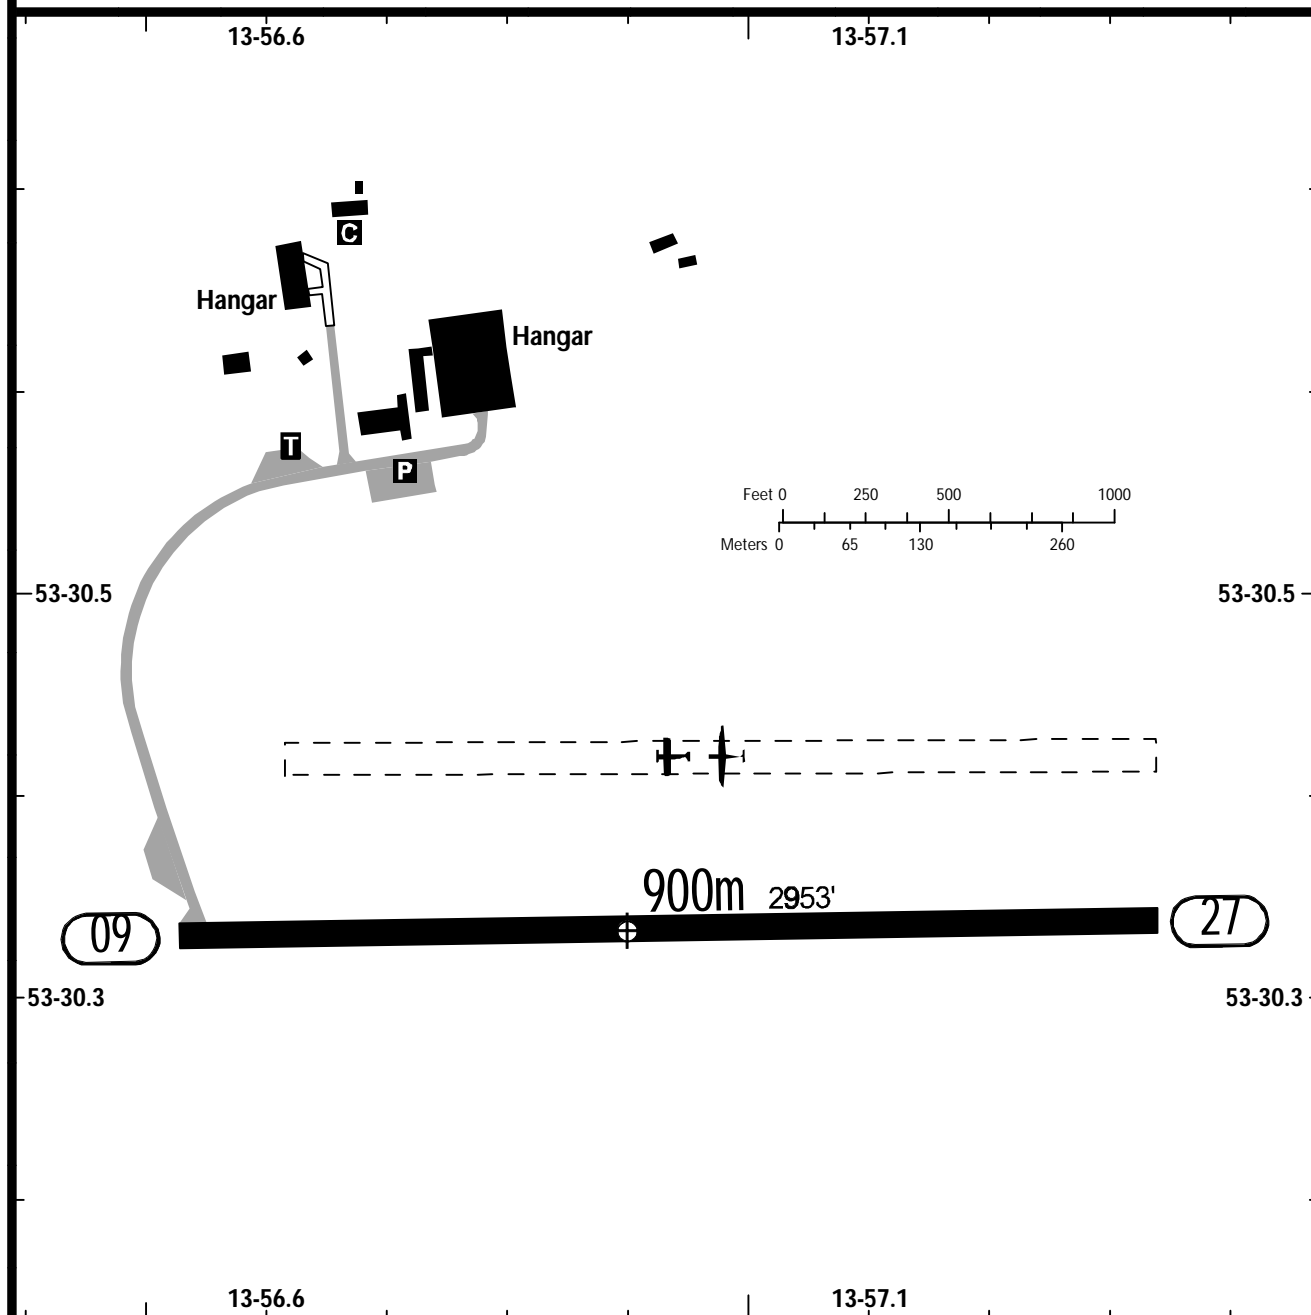 13-56.6 13-57.1
C
Hangar
Hangar
T
P
Feet 0 250 500 1000
Meters 0 65 130 260
53-30.5 53-30.5
900m 2953'
09 27
53-30.3 53-30.3
13-56.6 13-57.1